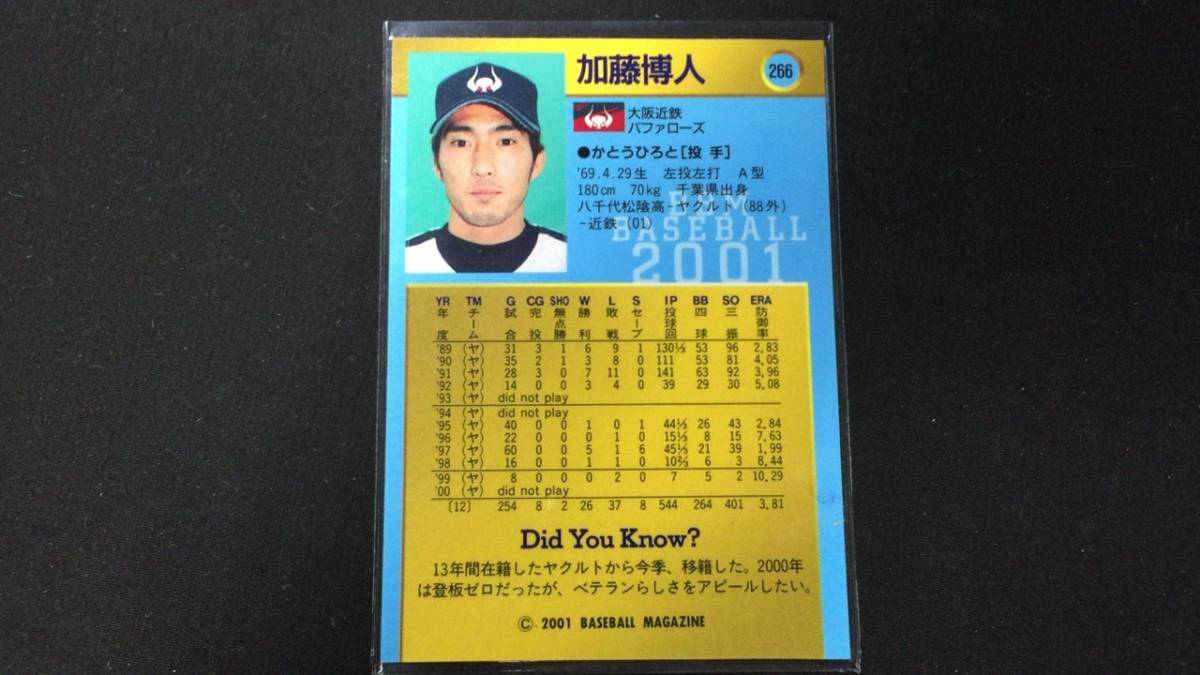 加藤博人
266
大阪近鉄
バファローズ
●かとうひろと[投 手]
'69.4.29生 左投左打 A型
180cm 70kg 千葉県出身
八千代松陰高-ヤクルト(88外)
-近鉄(01)
BBM
BASEBALL
2001
YR TM G CG SHO W L S IP BB SO ERA
年度 チーム 試合 完投 無点勝 勝利 敗戦 セーブ 投球回 四球 三振 防御率
'89 (ヤ) 31 3 1 6 9 1 130⅓ 53 96 2.83
'90 (ヤ) 35 2 1 3 8 0 111 53 81 4.05
'91 (ヤ) 28 3 0 7 11 0 141 63 92 3.96
'92 (ヤ) 14 0 0 3 4 0 39 29 30 5.08
'93 (ヤ) did not play
'94 (ヤ) did not play
'95 (ヤ) 40 0 0 1 0 1 44⅓ 26 43 2.84
'96 (ヤ) 22 0 0 0 1 0 15⅓ 8 15 7.63
'97 (ヤ) 60 0 0 5 1 6 45⅓ 21 39 1.99
'98 (ヤ) 16 0 0 1 1 0 10⅔ 6 3 8.44
'99 (ヤ) 8 0 0 0 2 0 7 5 2 10.29
'00 (ヤ) did not play
(12) 254 8 2 26 37 8 544 264 401 3.81
Did You Know?
13年間在籍したヤクルトから今季、移籍した。2000年
は登板ゼロだったが、ベテランらしさをアピールしたい。
© 2001 BASEBALL MAGAZINE